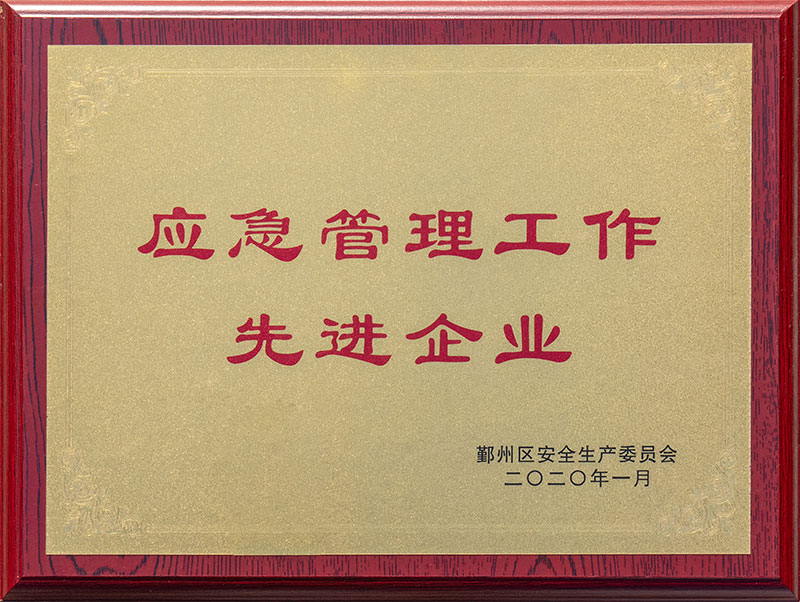 应急管理工作
先进企业
鄞州区安全生产委员会
二〇二〇年一月